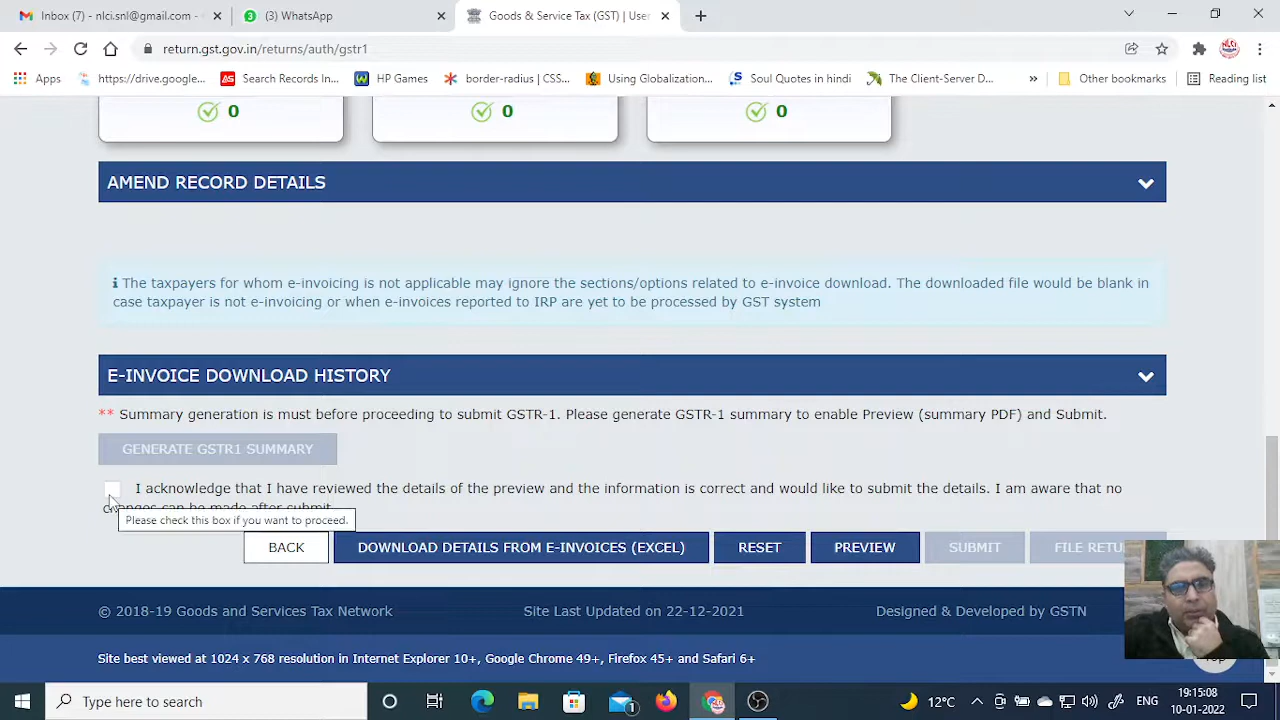 Inbox (7) - nlci.snl@gmail.com -
(3) WhatsApp
Goods & Service Tax (GST) | User
return.gst.gov.in/returns/auth/gstr1
Apps
https://drive.google...
Search Records In...
HP Games
border-radius | CSS...
Using Globalization...
Soul Quotes in hindi
The Client-Server D...
»
Other bookmarks
Reading list
0
0
0
AMEND RECORD DETAILS
The taxpayers for whom e-invoicing is not applicable may ignore the sections/options related to e-invoice download. The downloaded file would be blank in
case taxpayer is not e-invoicing or when e-invoices reported to IRP are yet to be processed by GST system
E-INVOICE DOWNLOAD HISTORY
** Summary generation is must before proceeding to submit GSTR-1. Please generate GSTR-1 summary to enable Preview (summary PDF) and Submit.
GENERATE GSTR1 SUMMARY
I acknowledge that I have reviewed the details of the preview and the information is correct and would like to submit the details. I am aware that no
changes can be made after submit.
Please check this box if you want to proceed.
BACK
DOWNLOAD DETAILS FROM E-INVOICES (EXCEL)
RESET
PREVIEW
SUBMIT
FILE RETU
© 2018-19 Goods and Services Tax Network
Site Last Updated on 22-12-2021
Designed & Developed by GSTN
Site best viewed at 1024 x 768 resolution in Internet Explorer 10+, Google Chrome 49+, Firefox 45+ and Safari 6+
Top
Type here to search
1
12°C
ENG
19:15:08
10-01-2022